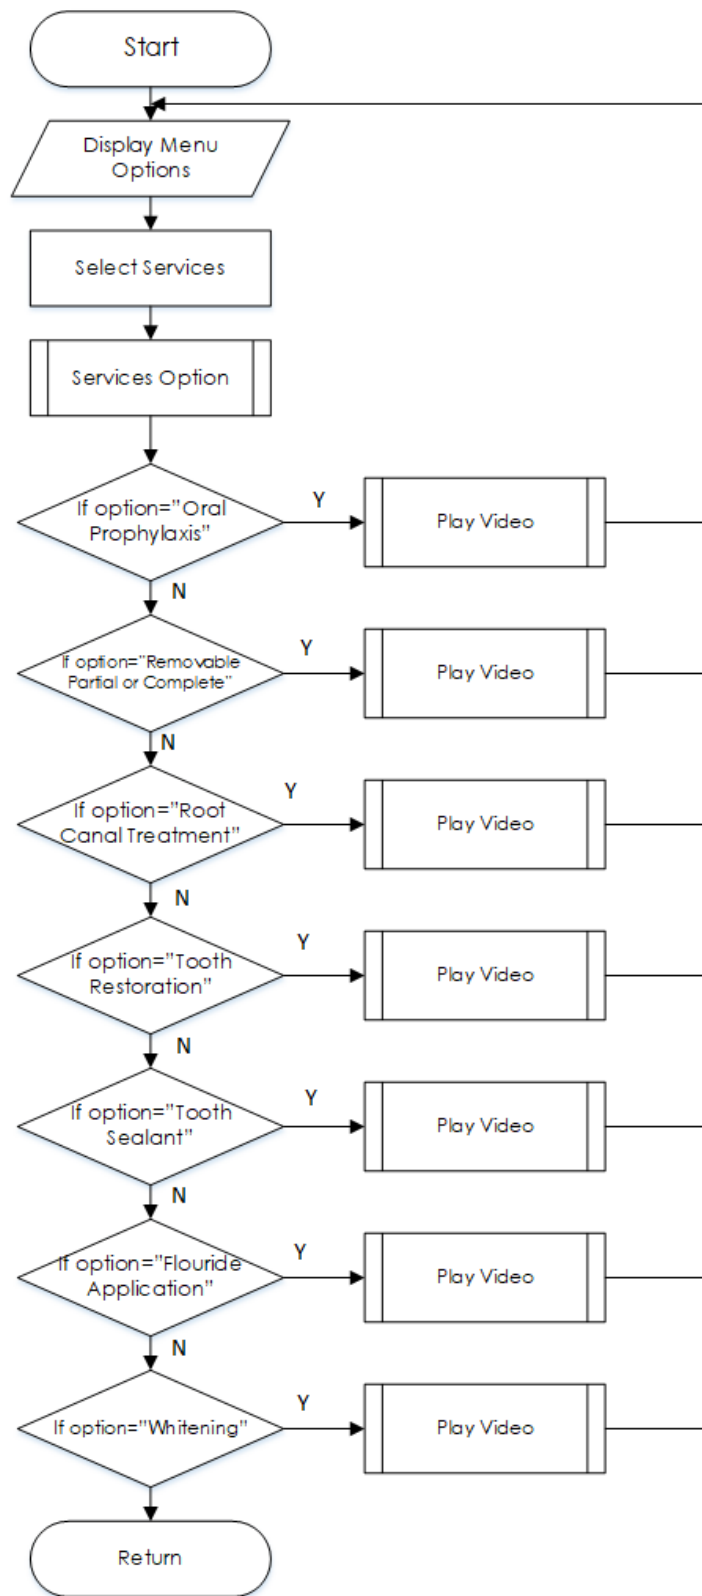 Start
Display Menu
Options
Select Services
Services Option
If option="Oral
Prophylaxis"
Y
Play Video
N
If option="Removable
Partial or Complete"
Y
Play Video
N
If option="Root
Canal Treatment"
Y
Play Video
N
If option="Tooth
Restoration"
Y
Play Video
N
If option="Tooth
Sealant"
Y
Play Video
N
If option="Flouride
Application"
Y
Play Video
N
If option="Whitening"
Y
Play Video
Return